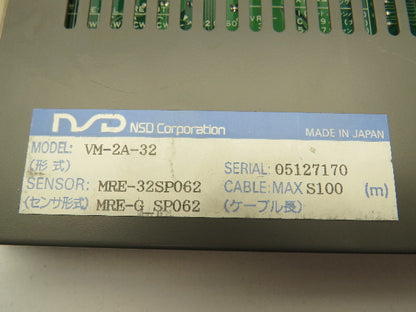 NSD NSD Corporation MADE IN JAPAN
MODEL: VM-2A-32
(形式) SERIAL: 05127170
SENSOR: MRE-32SP062 CABLE: MAX S100 (m)
(センサ形式) MRE-G SP062 (ケーブル長)